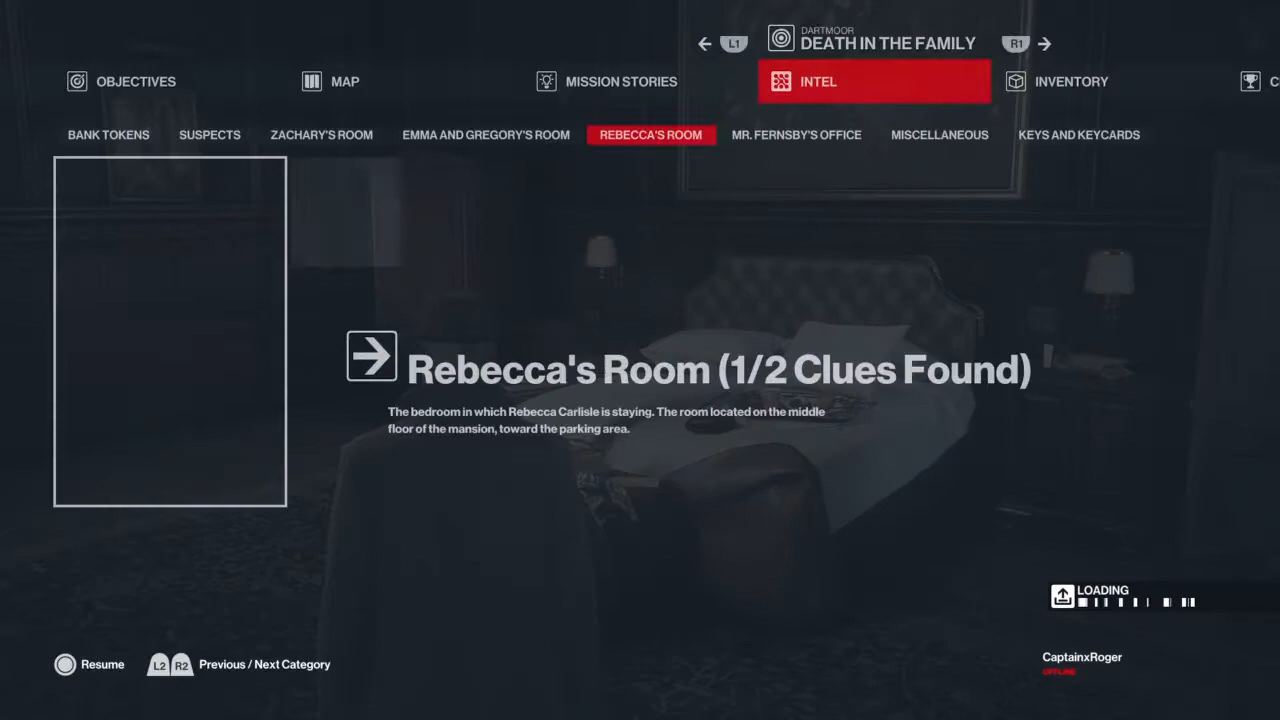 DARTMOOR
L1 DEATH IN THE FAMILY R1
OBJECTIVES MAP MISSION STORIES INTEL INVENTORY C
BANK TOKENS SUSPECTS ZACHARY'S ROOM EMMA AND GREGORY'S ROOM REBECCA'S ROOM MR. FERNSBY'S OFFICE MISCELLANEOUS KEYS AND KEYCARDS
Rebecca's Room (1/2 Clues Found)
The bedroom in which Rebecca Carlisle is staying. The room located on the middle
floor of the mansion, toward the parking area.
LOADING
Resume L2 R2 Previous / Next Category
CaptainxRoger
OFFLINE